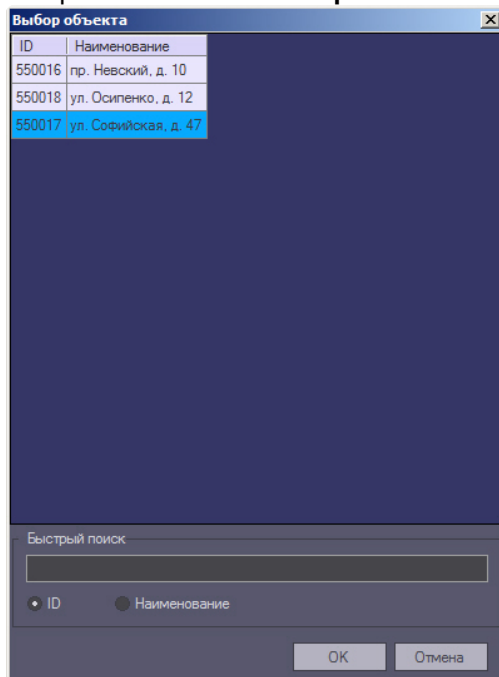 Выбор объекта
ID Наименование
550016 пр. Невский, д. 10
550018 ул. Осипенко, д. 12
550017 ул. Софийская, д. 47
Быстрый поиск
ID Наименование
OK Отмена